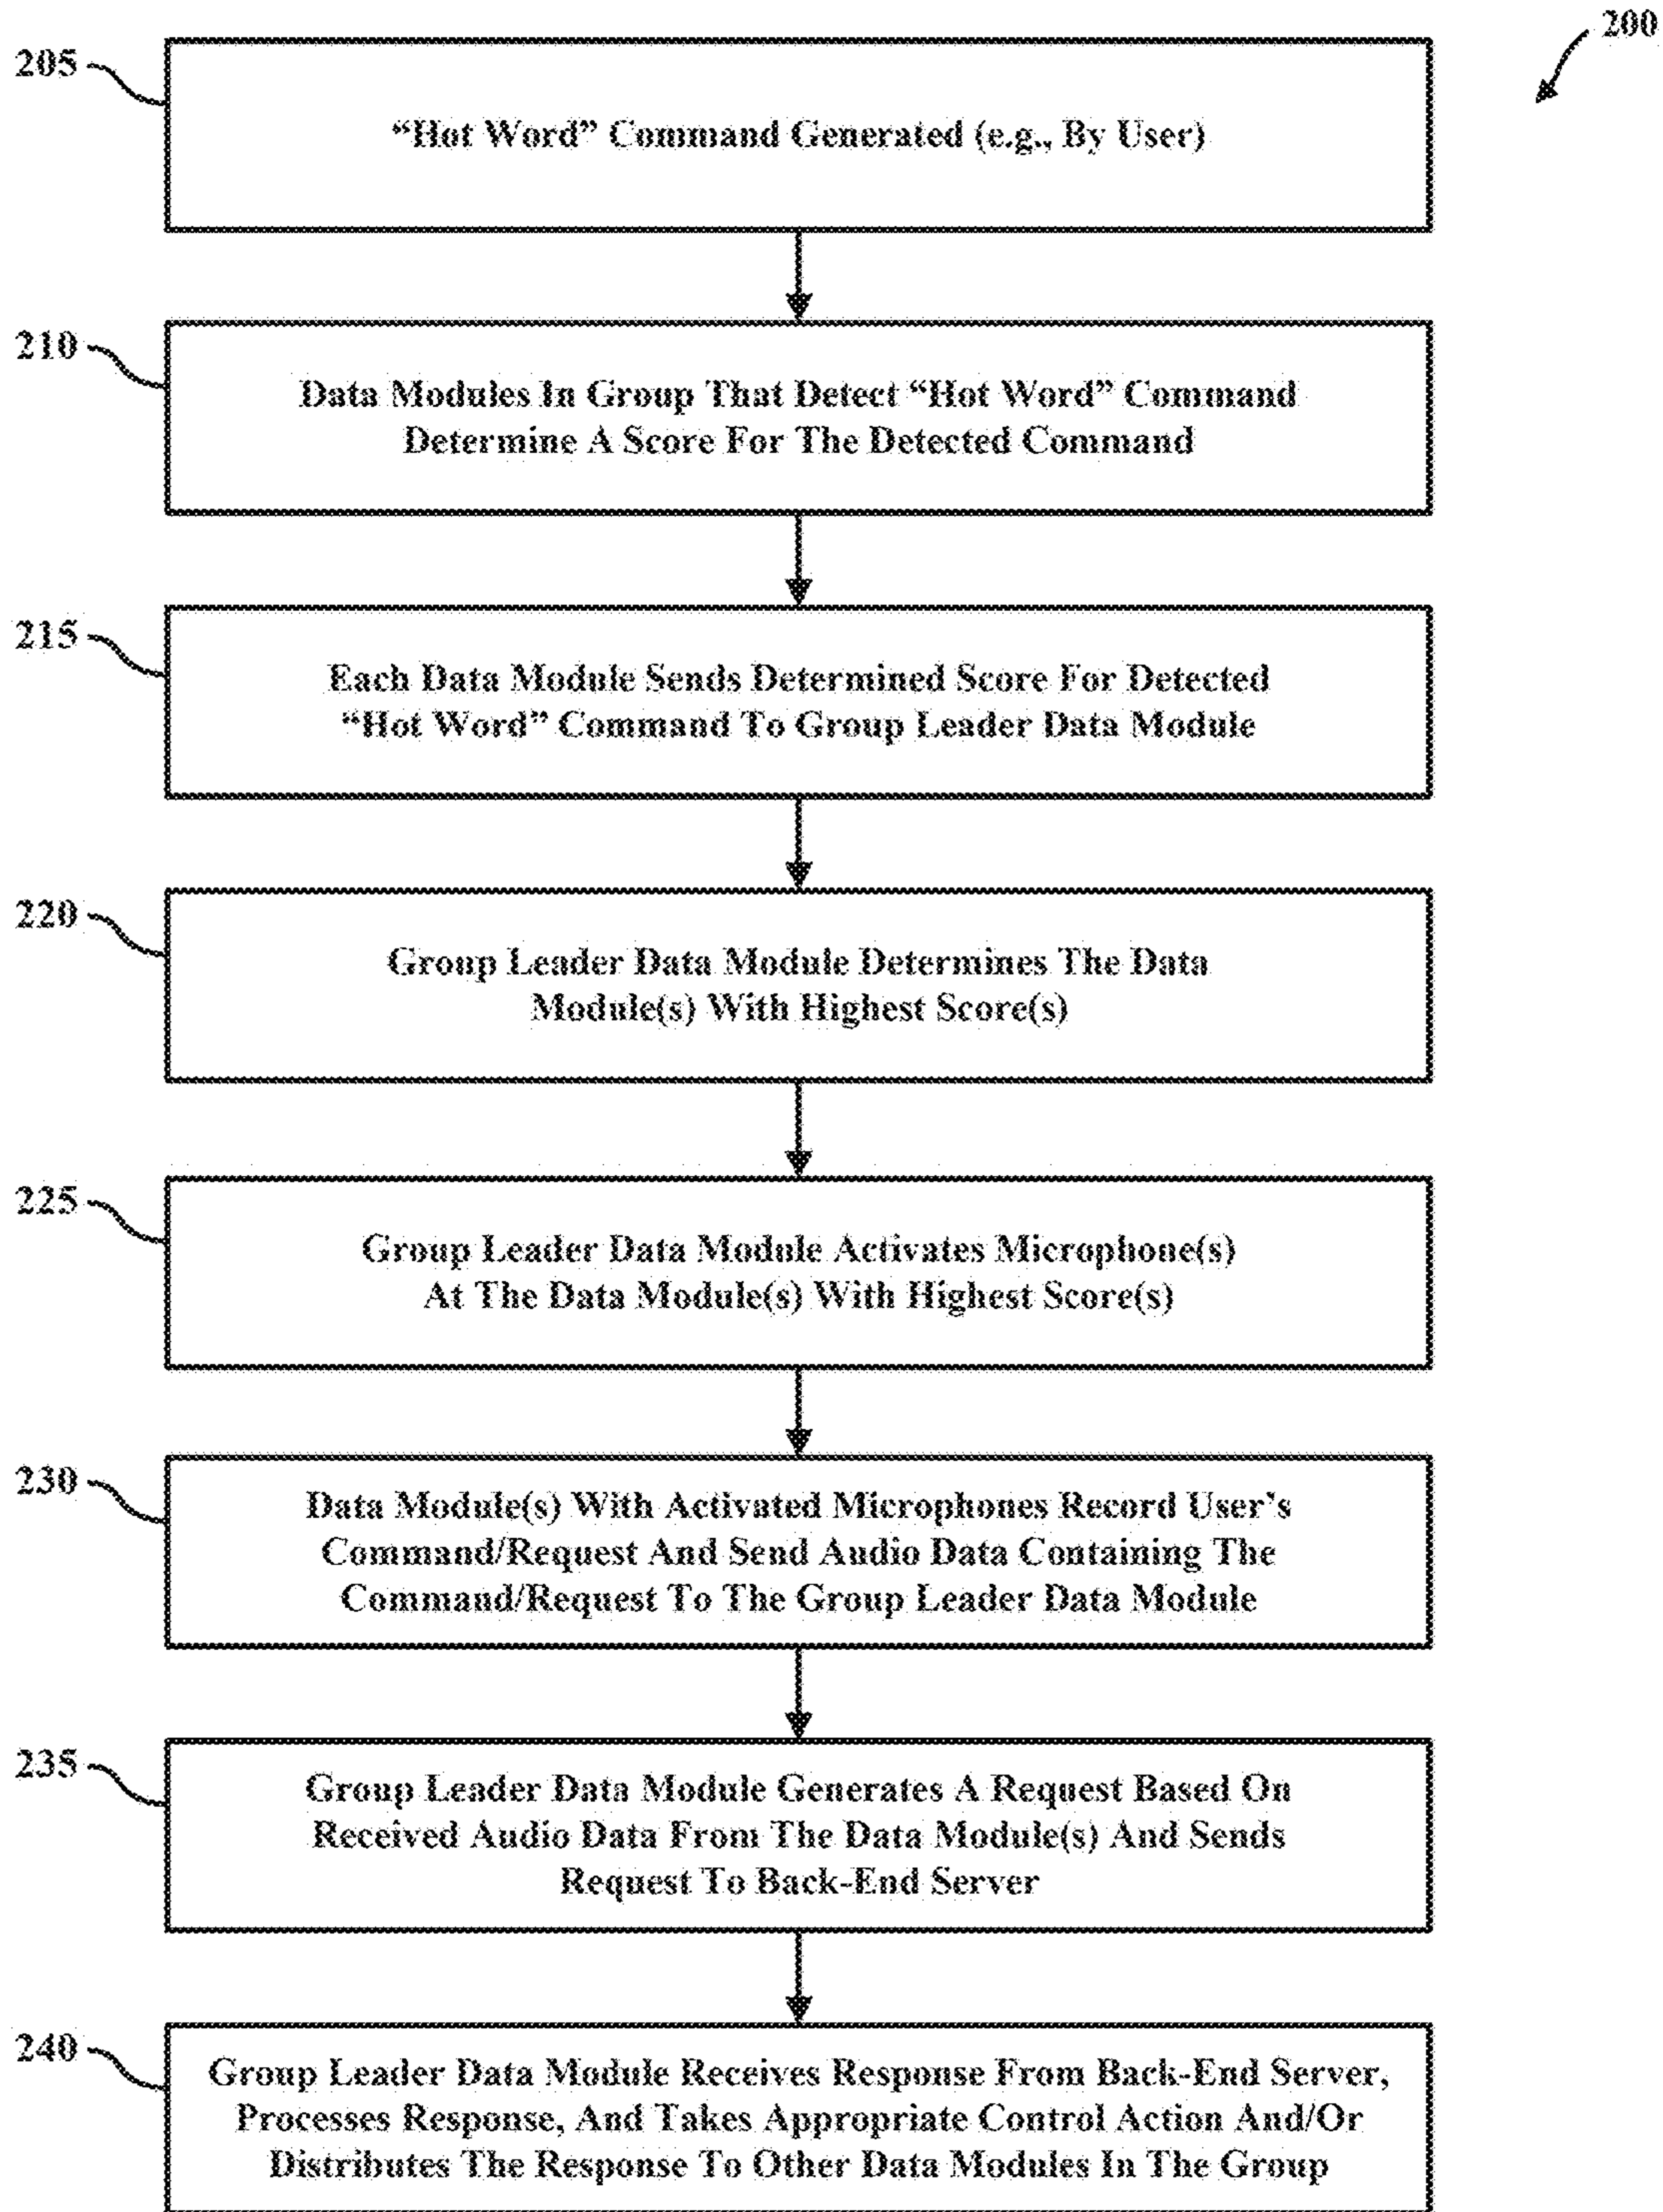 200
205
“Hot Word” Command Generated (e.g., By User)
210
Data Modules In Group That Detect “Hot Word” Command
Determine A Score For The Detected Command
215
Each Data Module Sends Determined Score For Detected
“Hot Word” Command To Group Leader Data Module
220
Group Leader Data Module Determines The Data
Module(s) With Highest Score(s)
225
Group Leader Data Module Activates Microphone(s)
At The Data Module(s) With Highest Score(s)
230
Data Module(s) With Activated Microphones Record User’s
Command/Request And Send Audio Data Containing The
Command/Request To The Group Leader Data Module
235
Group Leader Data Module Generates A Request Based On
Received Audio Data From The Data Module(s) And Sends
Request To Back-End Server
240
Group Leader Data Module Receives Response From Back-End Server,
Processes Response, And Takes Appropriate Control Action And/Or
Distributes The Response To Other Data Modules In The Group